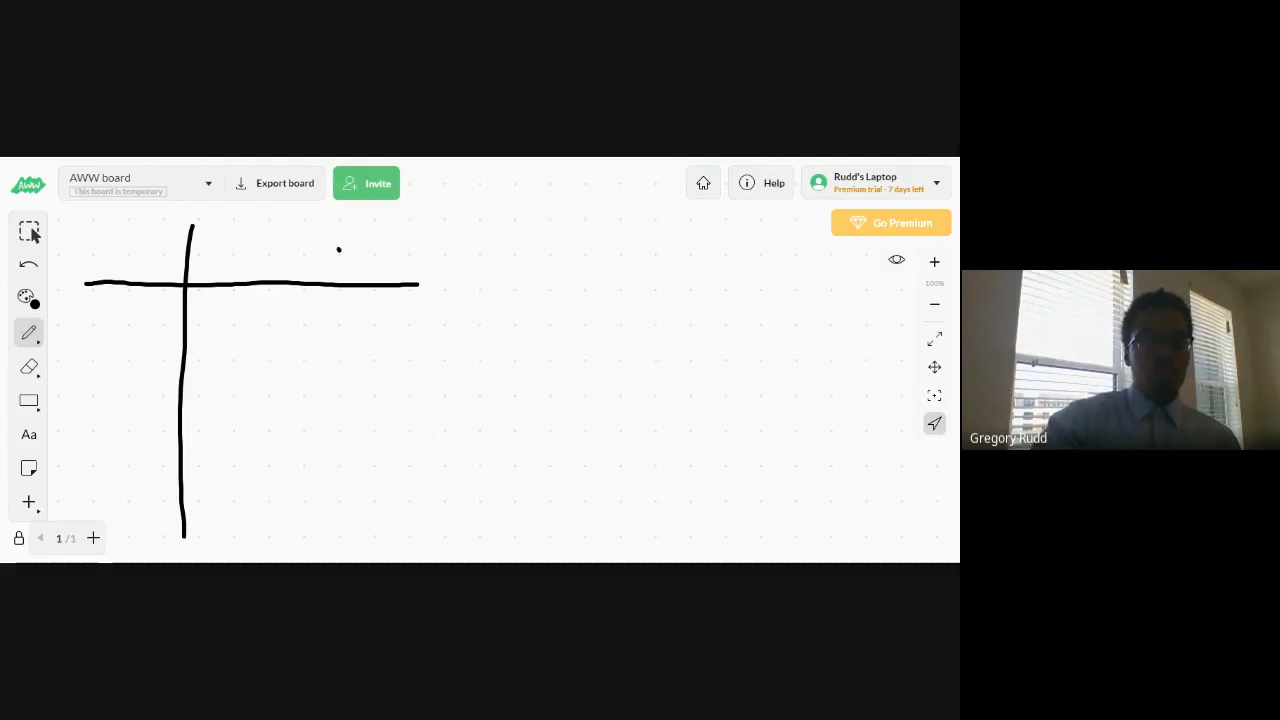 AWW
AWW board
This board is temporary
Export board
Invite
Help
Rudd's Laptop
Premium trial - 7 days left
Go Premium
100%
Aa
1 /1
Gregory Rudd